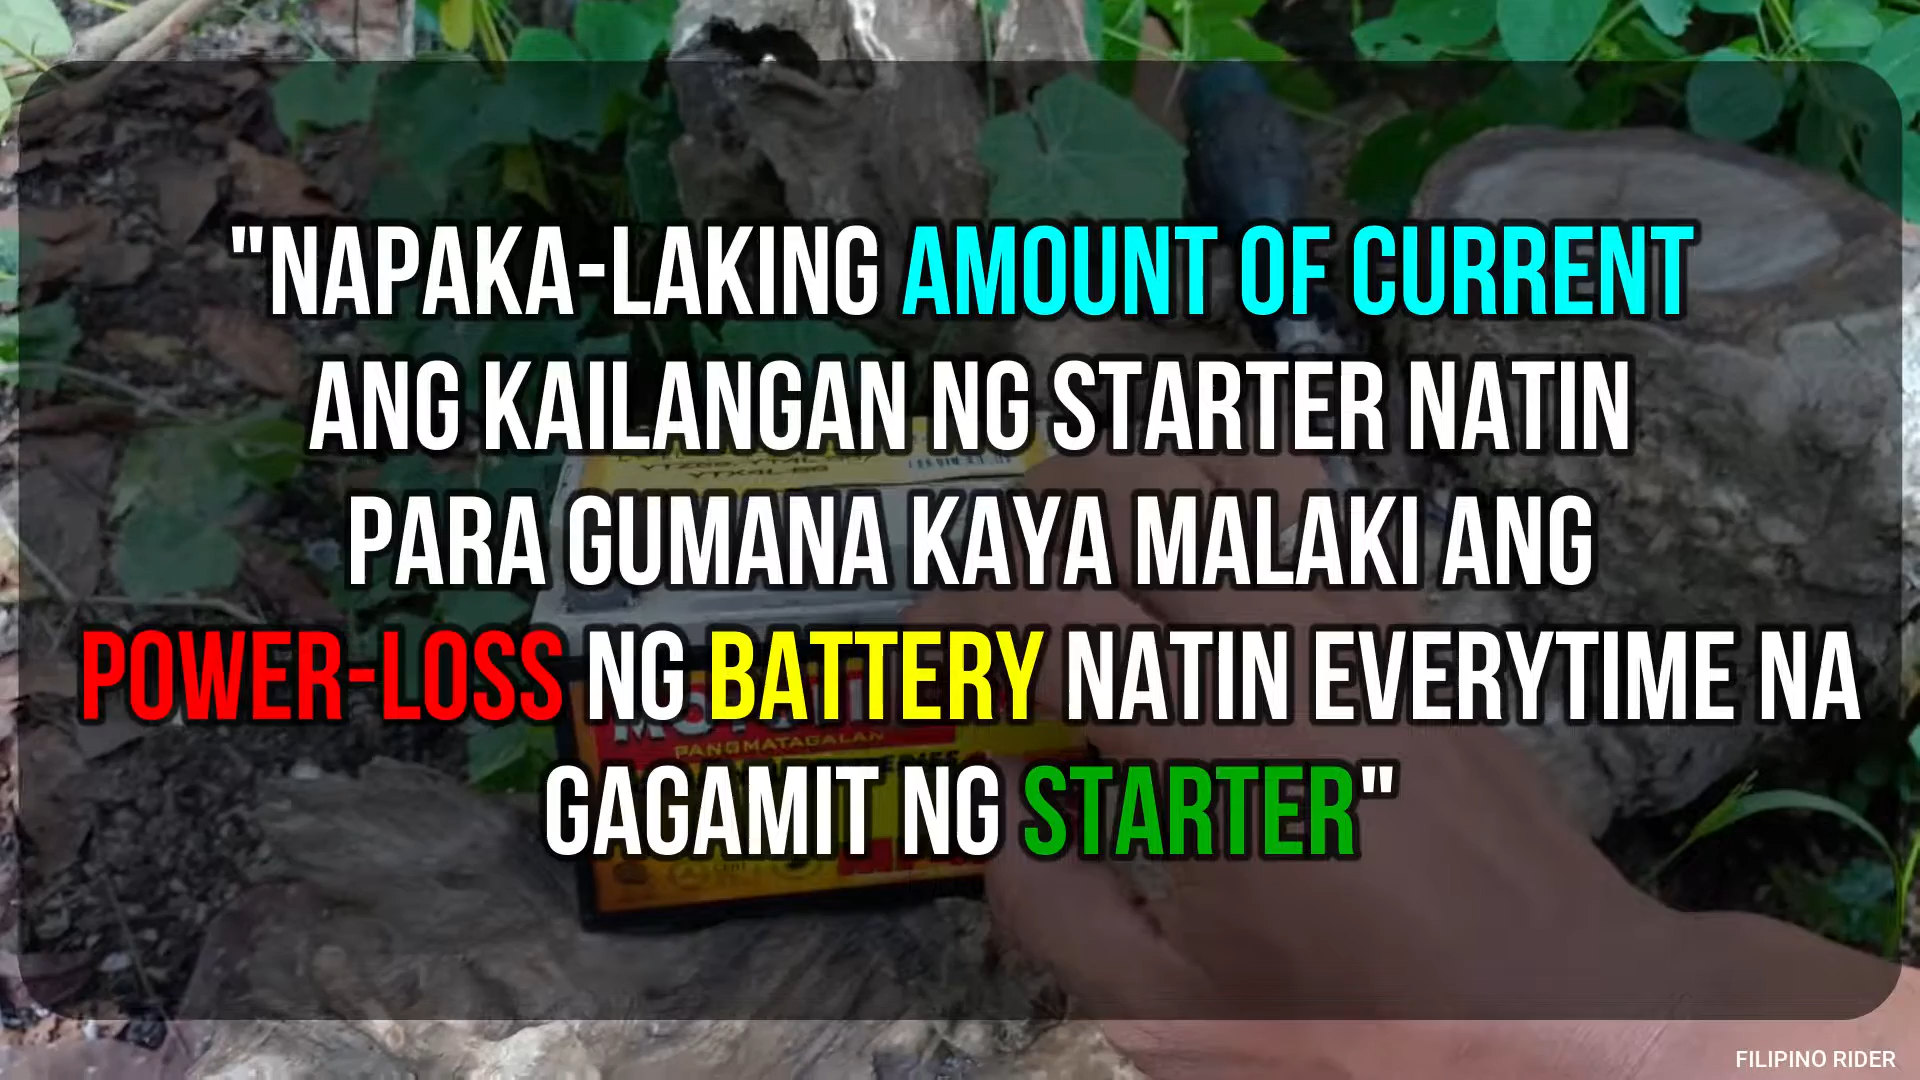 "NAPAKA-LAKING AMOUNT OF CURRENT
ANG KAILANGAN NG STARTER NATIN
PARA GUMANA KAYA MALAKI ANG
POWER-LOSS NG BATTERY NATIN EVERYTIME NA
GAGAMIT NG STARTER"
PANGMATAGALAN
FILIPINO RIDER